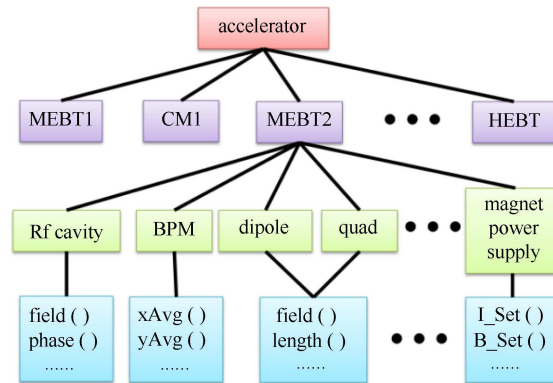 accelerator
MEBT1
CM1
MEBT2
● ● ●
HEBT
Rf cavity
BPM
dipole
quad
● ● ●
magnet
power
supply
field ( )
phase ( )
......
xAvg ( )
yAvg ( )
......
field ( )
length ( )
......
● ● ●
I_Set ( )
B_Set ( )
......